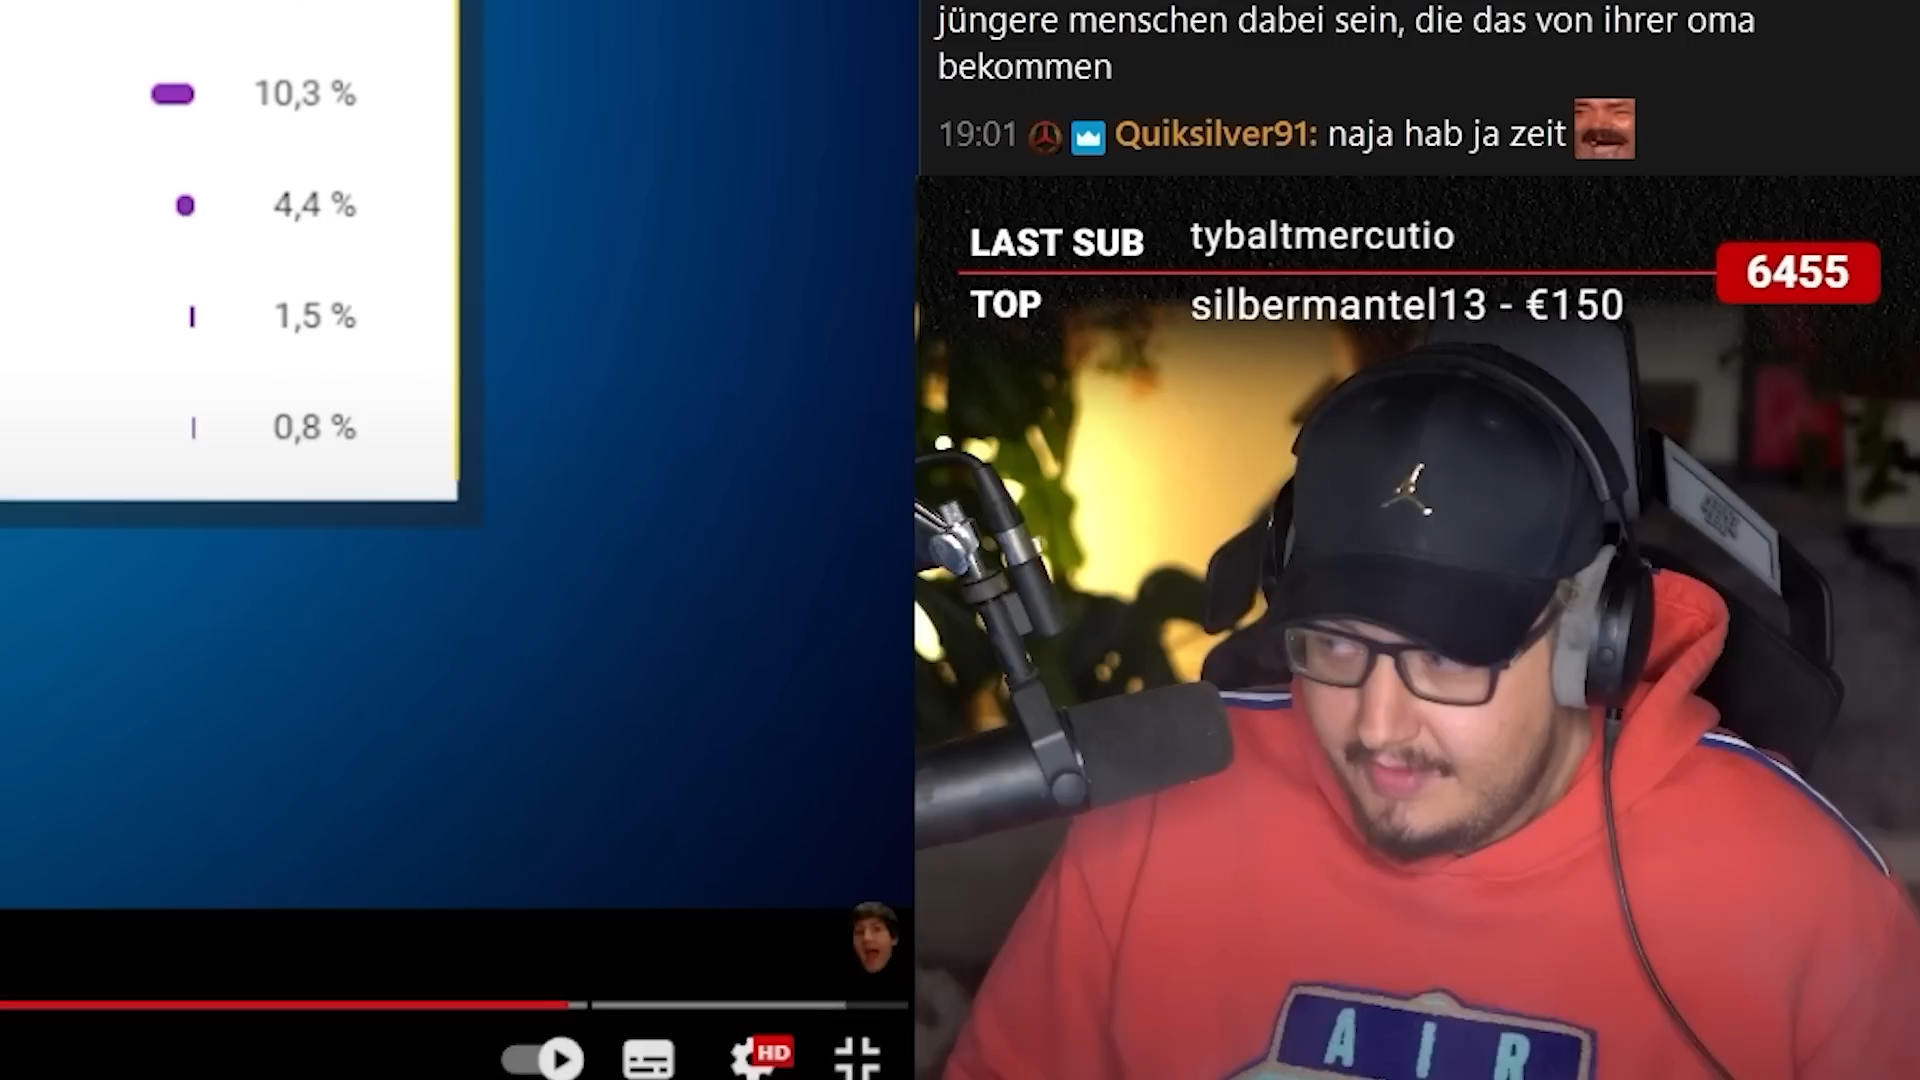 10,3 %
4,4 %
1,5 %
0,8 %
jüngere menschen dabei sein, die das von ihrer oma
bekommen
19:01 Quiksilver91: naja hab ja zeit
LAST SUB tybaltmercutio
6455
TOP silbermantel13 - €150
AIR
HD